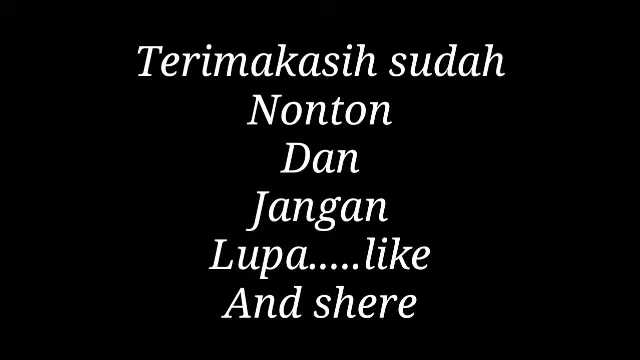 Terimakasih sudah
Nonton
Dan
Jangan
Lupa.....like
And shere